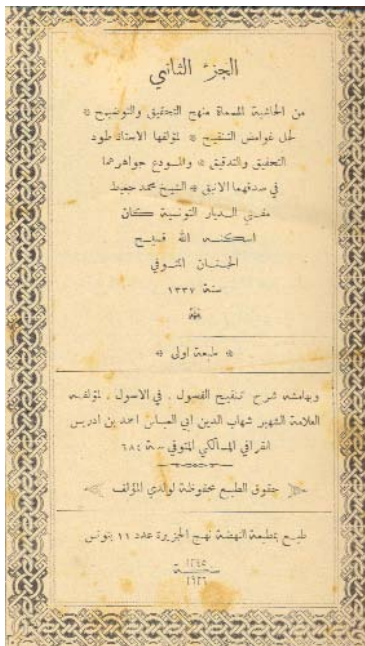 الجزء الثاني
من الحاشية المسماة منهج التحقيق والتوضيح *
لحل غوامض التنقيح * لمؤلفها الاستاذ طود
التحقيق والتدقيق * والمودع جواهرهما
في صدفهما الانيق * الشيخ محمد جعيط
مفتي الديار التونسية كان
اسكنه الله فسيح
الجنان المتوفي
سنة ١٣٣٧
* طبعة اولى *
وبهامشه شرح تنقيح الفصول . في الاصول . لمؤلفه
العلامة الشهير شهاب الدين ابي العباس احمد بن ادريس
القرافي المالكي المتوفي سنة ٦٨٤
حقوق الطبع محفوظة لولدي المؤلف
طبع بمطبعة النهضة نهج الجزيرة عدد ١١ بتونس
١٣٤٥
سنة
١٩٢٦